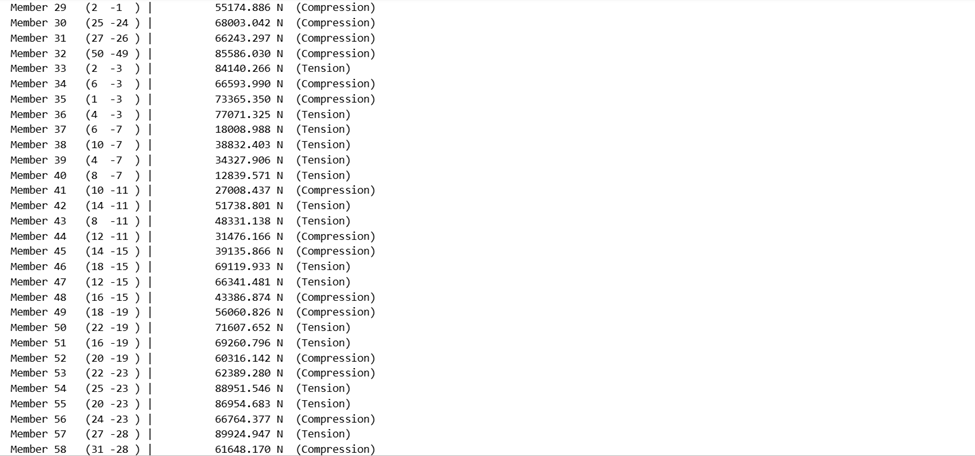 Member 29 (2 -1 ) | 55174.886 N (Compression)
Member 30 (25 -24) | 68003.042 N (Compression)
Member 31 (27 -26) | 66243.297 N (Compression)
Member 32 (50 -49) | 85586.030 N (Compression)
Member 33 (2 -3 ) | 84140.266 N (Tension)
Member 34 (6 -3 ) | 66593.990 N (Compression)
Member 35 (1 -3 ) | 73365.350 N (Compression)
Member 36 (4 -3 ) | 77071.325 N (Tension)
Member 37 (6 -7 ) | 18008.988 N (Tension)
Member 38 (10 -7 ) | 38832.403 N (Tension)
Member 39 (4 -7 ) | 34327.906 N (Tension)
Member 40 (8 -7 ) | 12839.571 N (Tension)
Member 41 (10 -11) | 27008.437 N (Compression)
Member 42 (14 -11) | 51738.801 N (Tension)
Member 43 (8 -11) | 48331.138 N (Tension)
Member 44 (12 -11) | 31476.166 N (Compression)
Member 45 (14 -15) | 39135.866 N (Compression)
Member 46 (18 -15) | 69119.933 N (Tension)
Member 47 (12 -15) | 66341.481 N (Tension)
Member 48 (16 -15) | 43386.874 N (Compression)
Member 49 (18 -19) | 56060.826 N (Compression)
Member 50 (22 -19) | 71607.652 N (Tension)
Member 51 (16 -19) | 69260.796 N (Tension)
Member 52 (20 -19) | 60316.142 N (Compression)
Member 53 (22 -23) | 62389.280 N (Compression)
Member 54 (25 -23) | 88951.546 N (Tension)
Member 55 (20 -23) | 86954.683 N (Tension)
Member 56 (24 -23) | 66764.377 N (Compression)
Member 57 (27 -28) | 89924.947 N (Tension)
Member 58 (31 -28) | 61648.170 N (Compression)